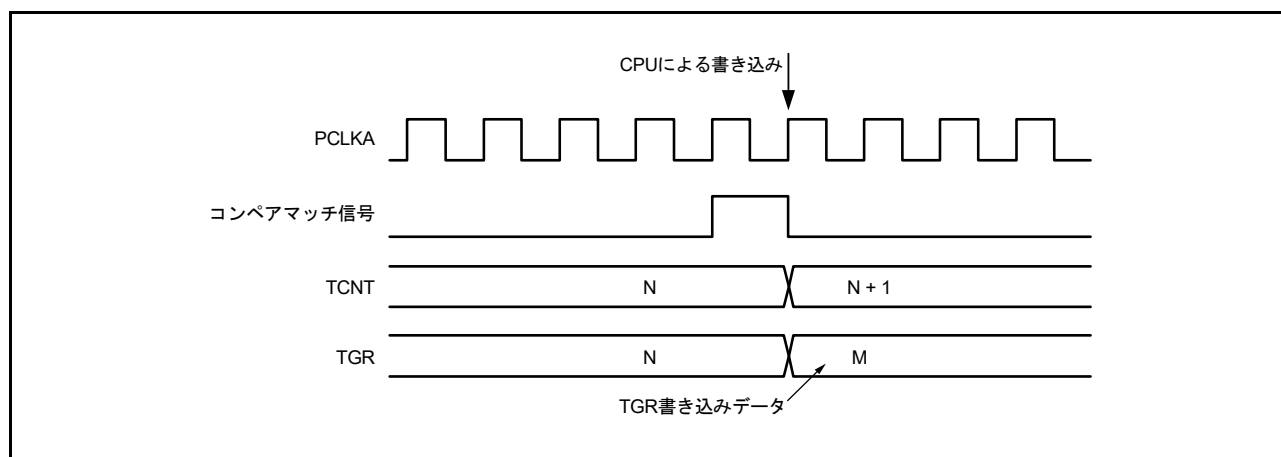 CPUによる書き込み
PCLKA
コンペアマッチ信号
TCNT
N
N + 1
TGR
N
M
TGR書き込みデータ